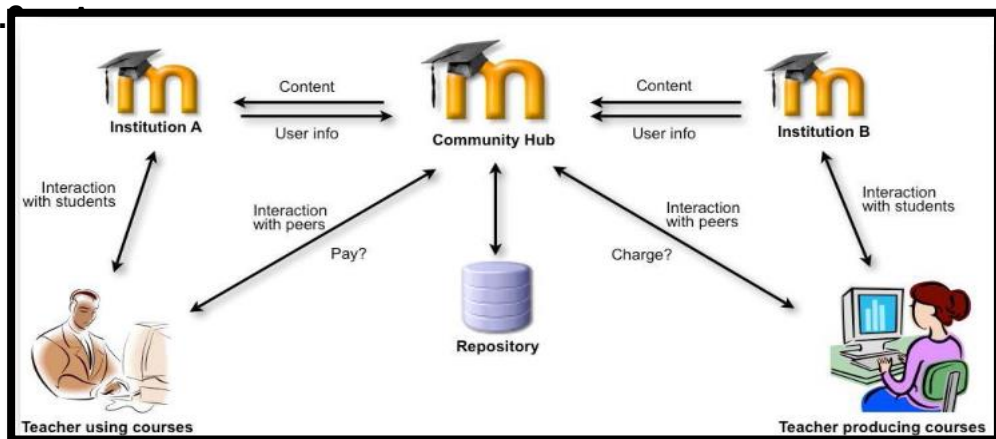 Content
Content
Institution A
User info
Community Hub
User info
Institution B
Interaction
with students
Interaction
with peers
Interaction
with peers
Interaction
with students
Pay?
Charge?
Repository
Teacher using courses
Teacher producing courses